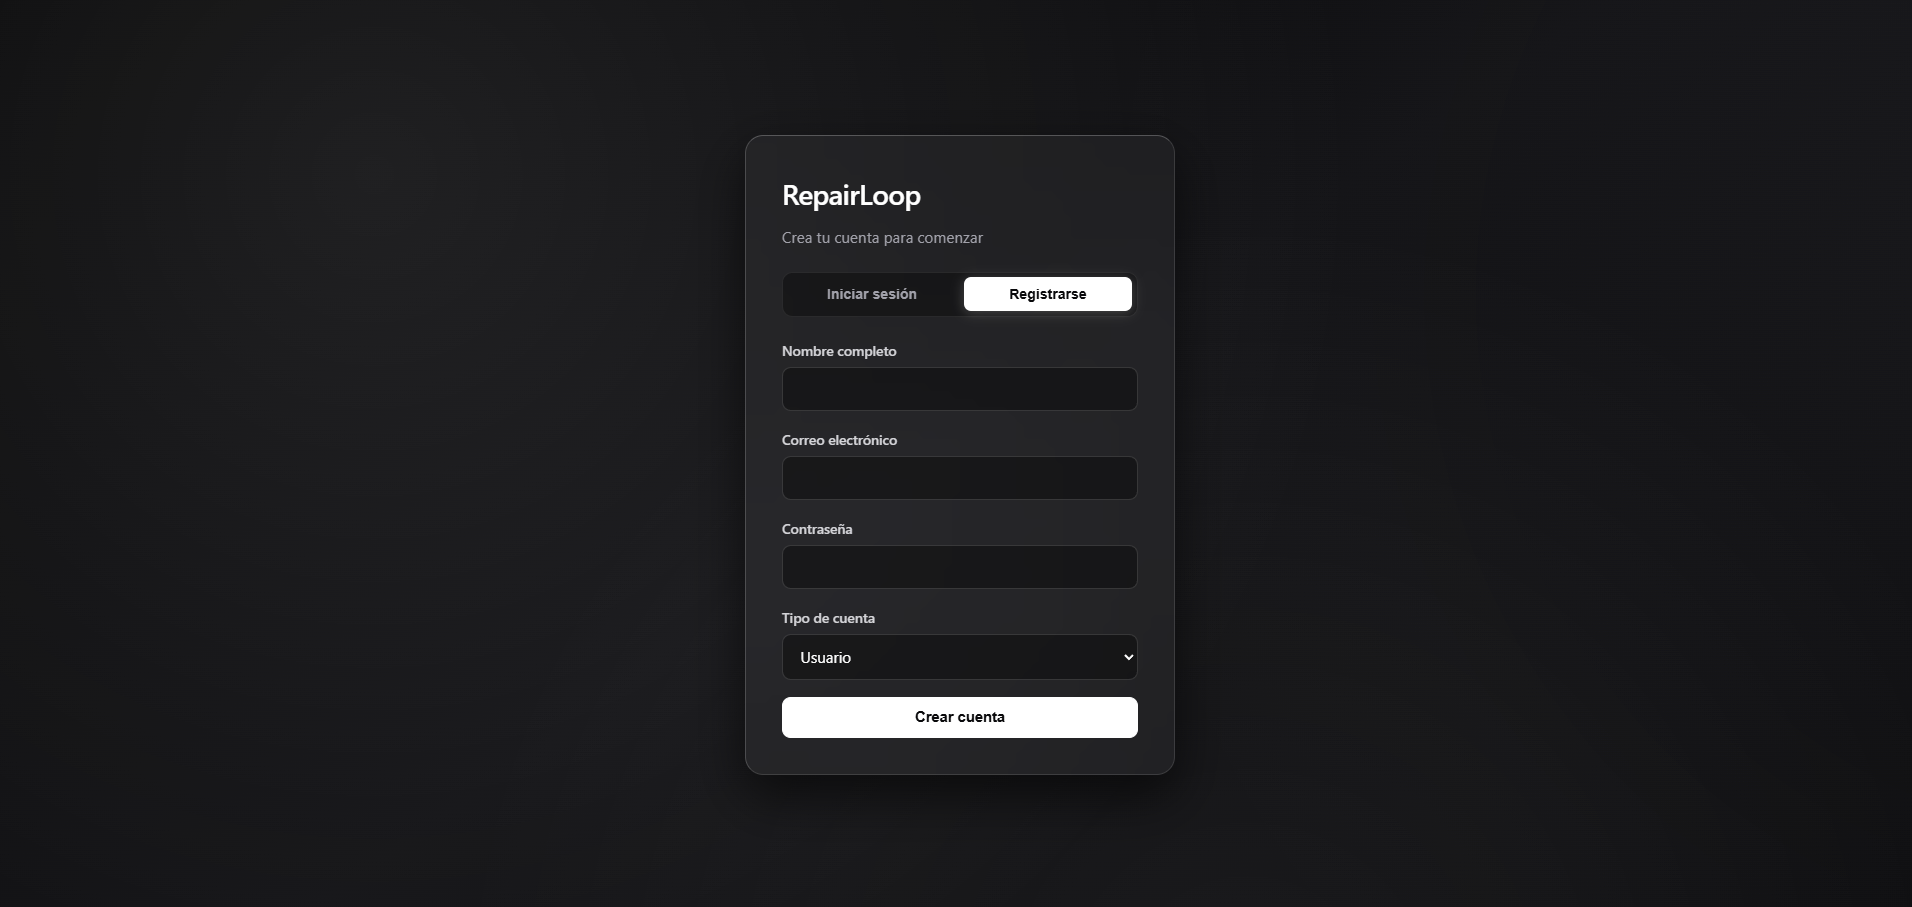 RepairLoop
Crea tu cuenta para comenzar
Iniciar sesión
Registrarse
Nombre completo
Correo electrónico
Contraseña
Tipo de cuenta
Usuario
Crear cuenta